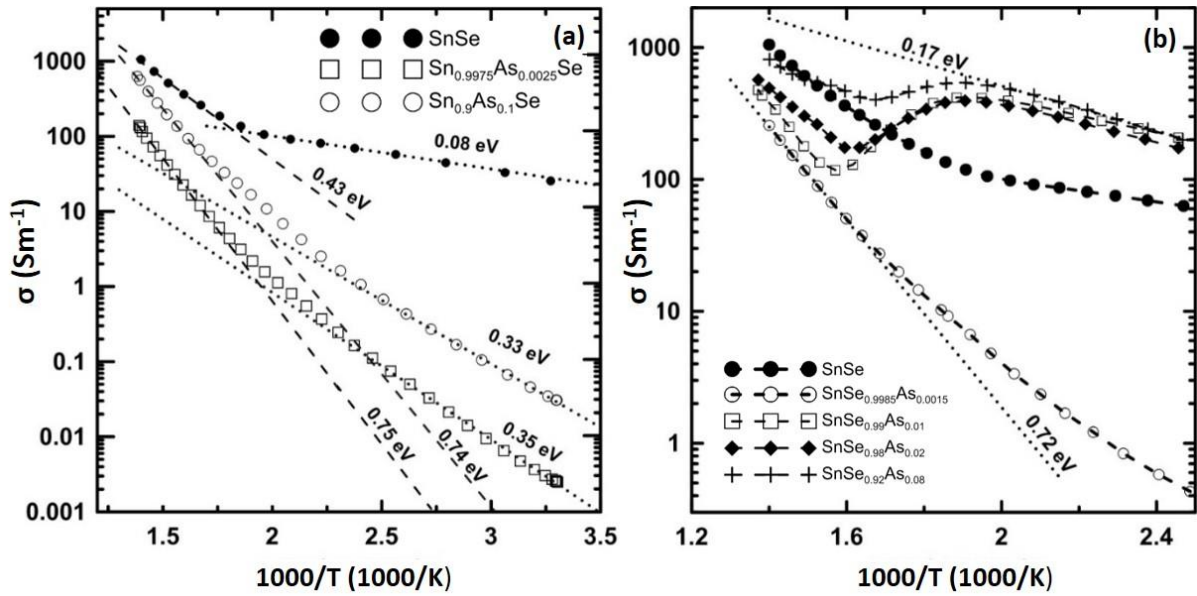 (a)
SnSe
Sn0.9975As0.0025Se
Sn0.9As0.1Se
1000
100
10
1
0.1
0.01
0.001
σ (Sm-1)
0.08 eV
0.43 eV
0.33 eV
0.35 eV
0.74 eV
0.75 eV
1.5 2 2.5 3 3.5
1000/T (1000/K)
(b)
0.17 eV
1000
100
10
1
σ (Sm-1)
SnSe
SnSe0.9985As0.0015
SnSe0.99As0.01
SnSe0.98As0.02
SnSe0.92As0.08
0.72 eV
1.2 1.6 2 2.4
1000/T (1000/K)